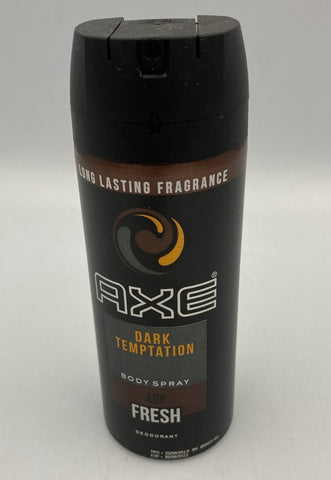 LONG LASTING FRAGRANCE
AXE®
DARK
TEMPTATION
BODY SPRAY
48H
FRESH
DEODORANT